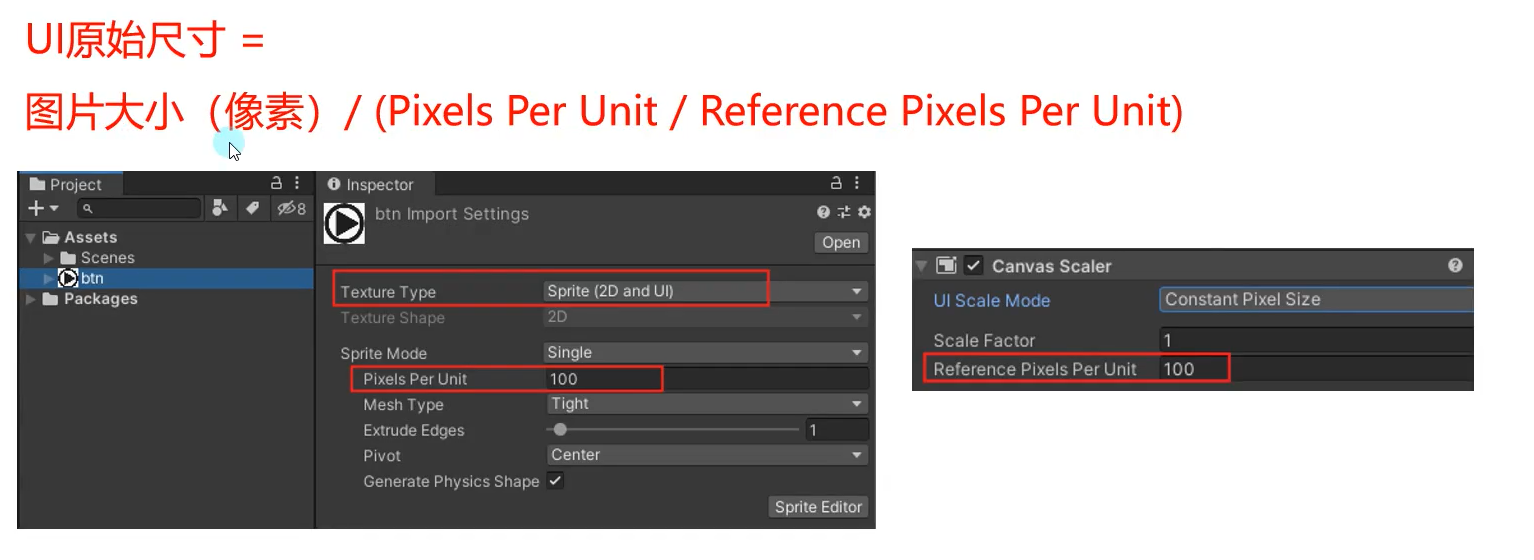 UI原始尺寸 =
图片大小（像素）/ (Pixels Per Unit / Reference Pixels Per Unit)
Project
8
Assets
Scenes
btn
Packages
Inspector
btn Import Settings
Open
Texture Type Sprite (2D and UI)
Texture Shape 2D
Sprite Mode Single
Pixels Per Unit 100
Mesh Type Tight
Extrude Edges 1
Pivot Center
Generate Physics Shape
Sprite Editor
Canvas Scaler
UI Scale Mode Constant Pixel Size
Scale Factor 1
Reference Pixels Per Unit 100